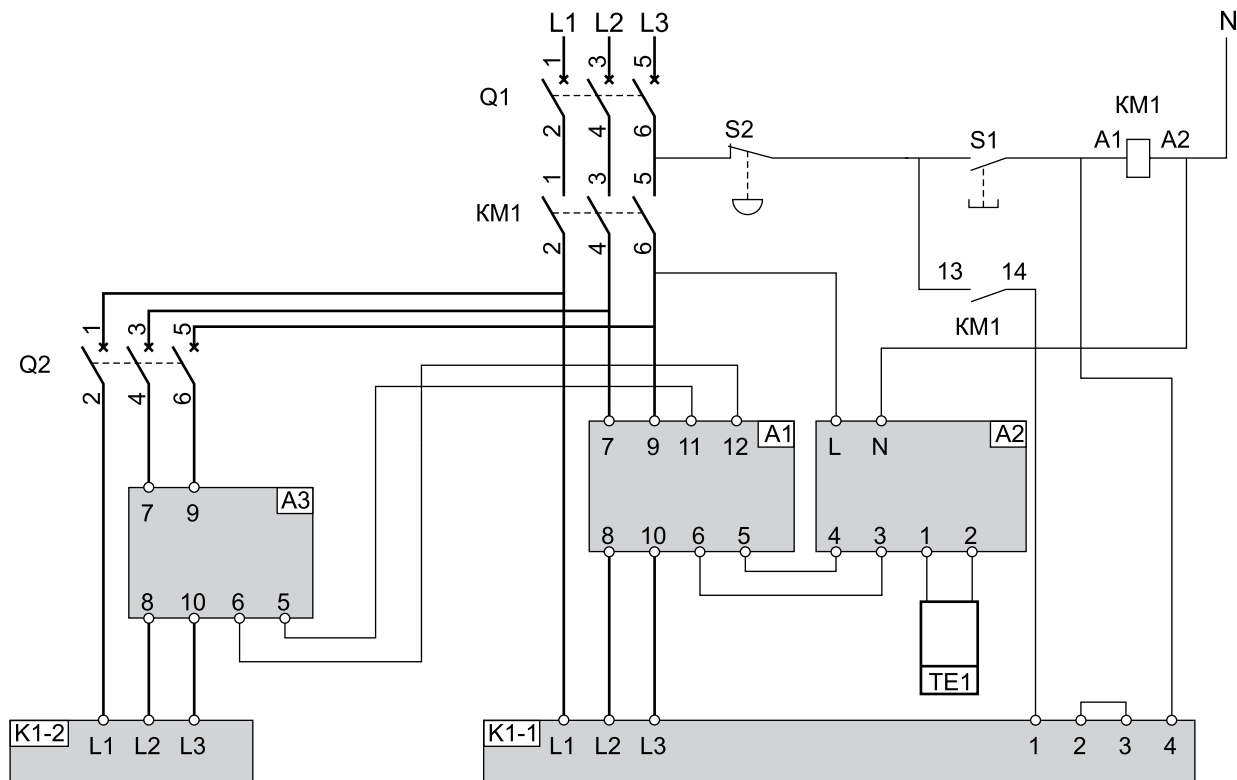 L1 L2 L3 N
1 3 5
Q1
2 4 6
KM1
S2 S1 A1 A2
1 3 5
KM1
2 4 6
13 14
KM1
1 3 5
Q2
2 4 6
7 9 11 12 A1
L N A2
A3
7 9
8 10 6 5
4 3 1 2
8 10 6 5
TE1
K1-2
L1 L2 L3
K1-1
L1 L2 L3 1 2 3 4